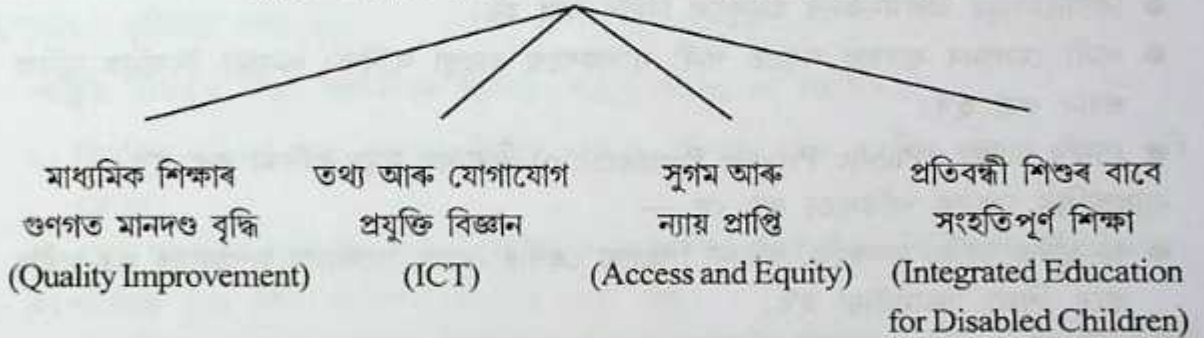 মাধ্যমিক শিক্ষাৰ
গুণগত মানদণ্ড বৃদ্ধি
(Quality Improvement)
তথ্য আৰু যোগাযোগ
প্ৰযুক্তি বিজ্ঞান
(ICT)
সুগম আৰু
ন্যায় প্ৰাপ্তি
(Access and Equity)
প্ৰতিবন্ধী শিশুৰ বাবে
সংহতিপূৰ্ণ শিক্ষা
(Integrated Education
for Disabled Children)